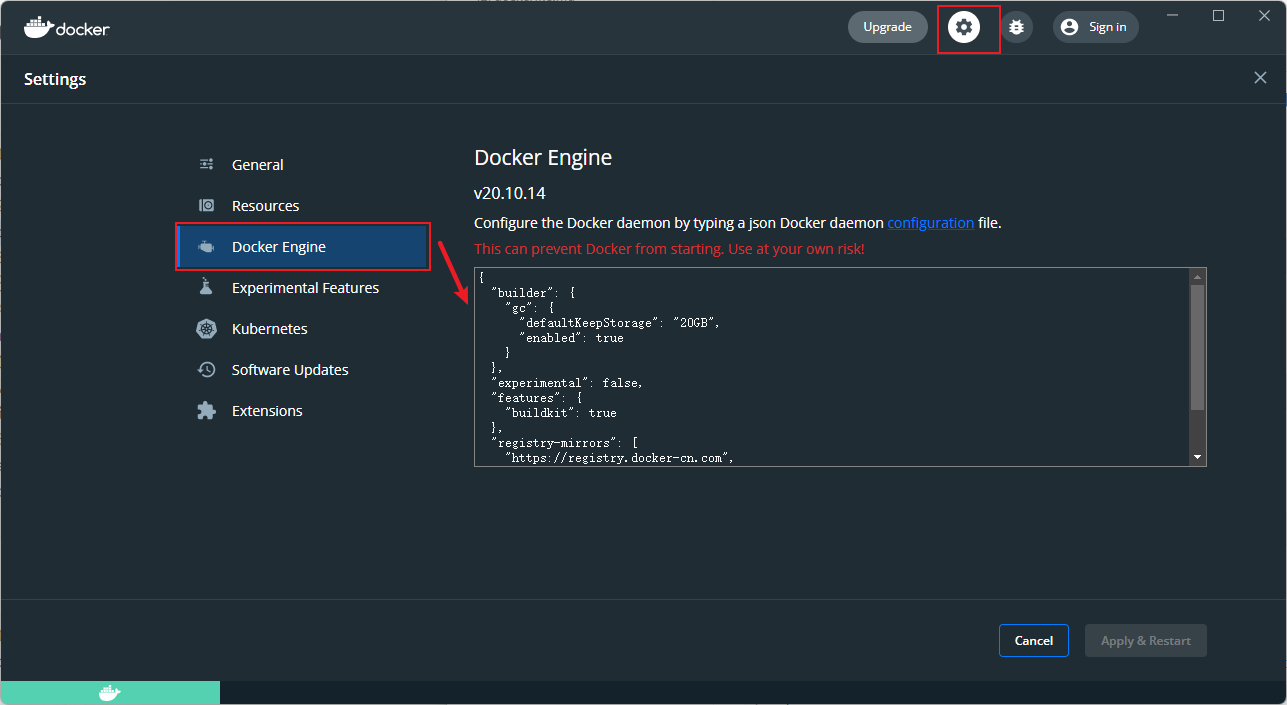 docker
Upgrade
Sign in
Settings
General
Resources
Docker Engine
Experimental Features
Kubernetes
Software Updates
Extensions
Docker Engine
v20.10.14
Configure the Docker daemon by typing a json Docker daemon configuration file.
This can prevent Docker from starting. Use at your own risk!
{
  "builder": {
    "gc": {
      "defaultKeepStorage": "20GB",
      "enabled": true
    }
  },
  "experimental": false,
  "features": {
    "buildkit": true
  },
  "registry-mirrors": [
    "https://registry.docker-cn.com",
Cancel
Apply & Restart